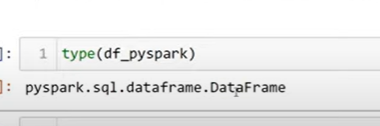 ]:
1 type(df_pyspark)
]: pyspark.sql.dataframe.DataFrame